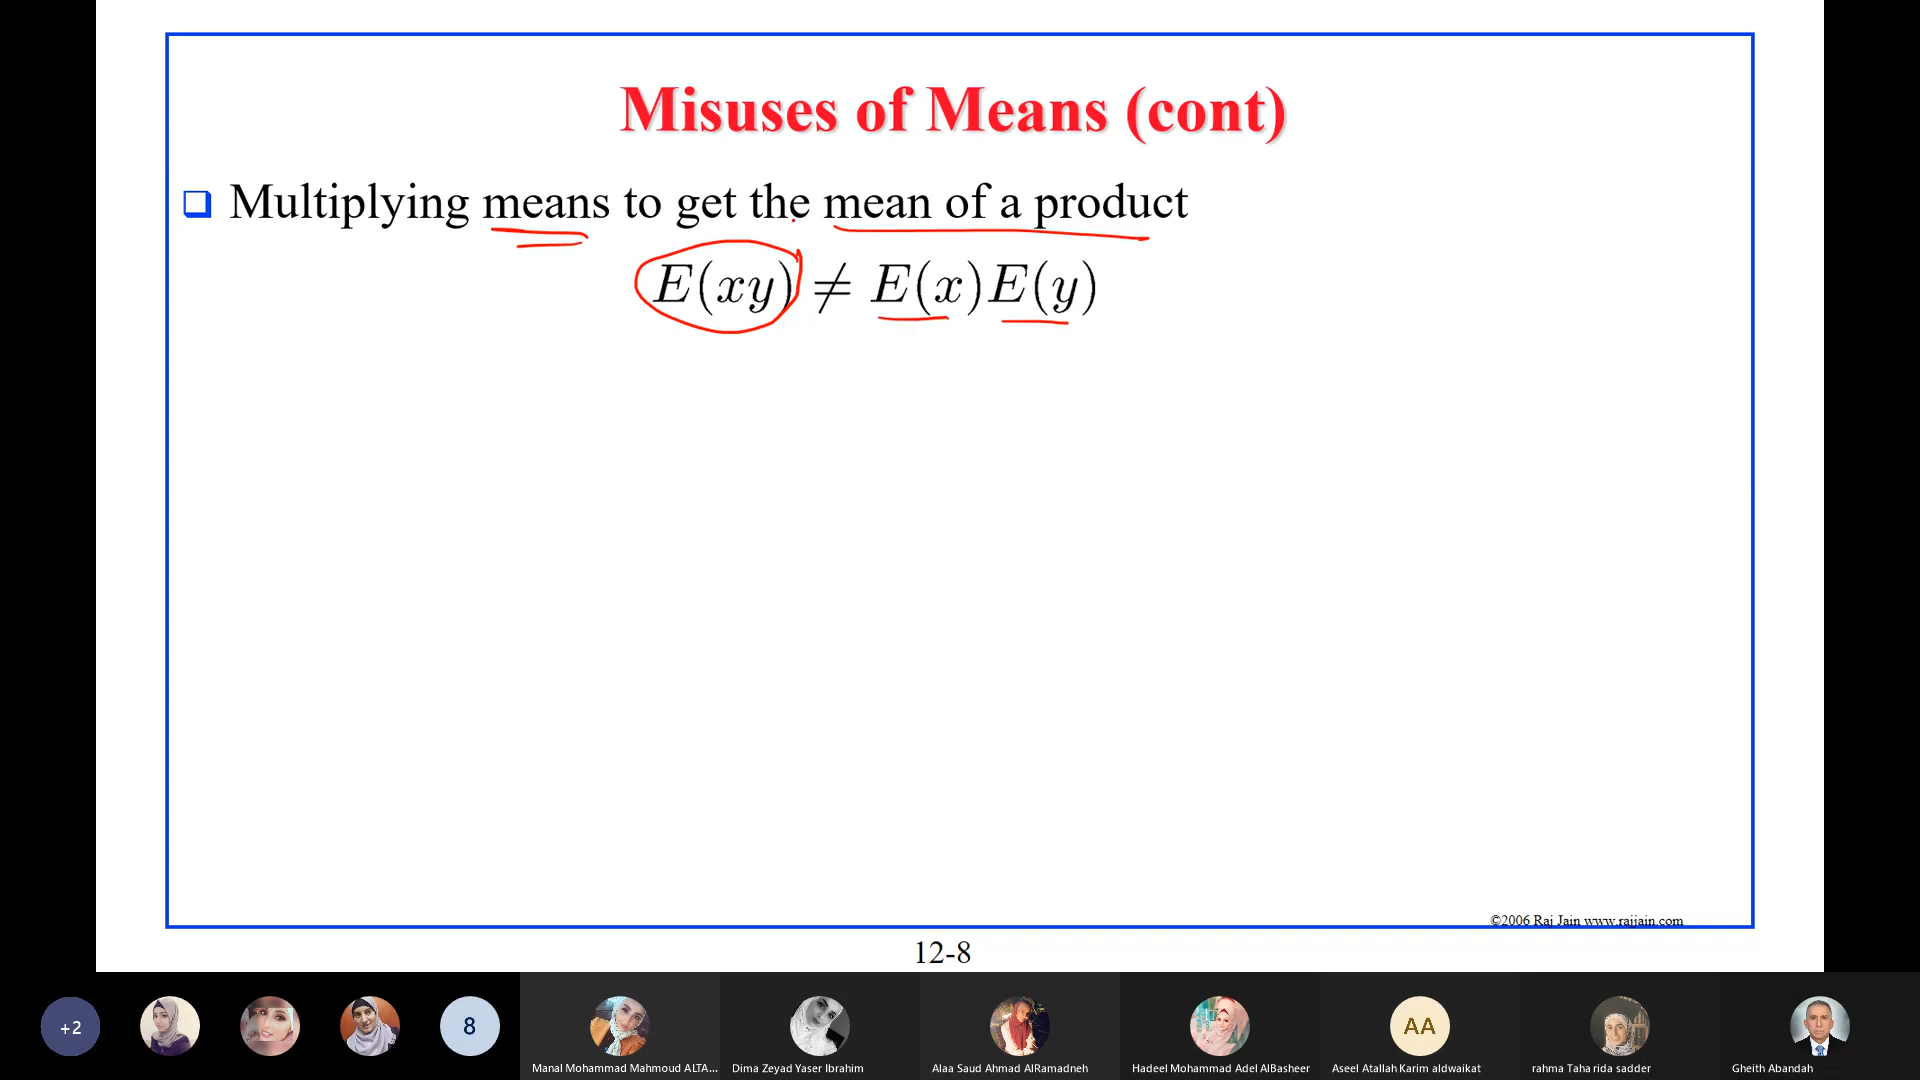 Misuses of Means (cont)
❑ Multiplying means to get the mean of a product
E(xy) ≠ E(x)E(y)
©2006 Raj Jain www.rajjain.com
12-8
+2
8
AA
Manal Mohammad Mahmoud ALTA...
Dima Zeyad Yaser Ibrahim
Alaa Saud Ahmad AlRamadneh
Hadeel Mohammad Adel AlBasheer
Aseel Atallah Karim aldwaikat
rahma Taha rida sadder
Gheith Abandah